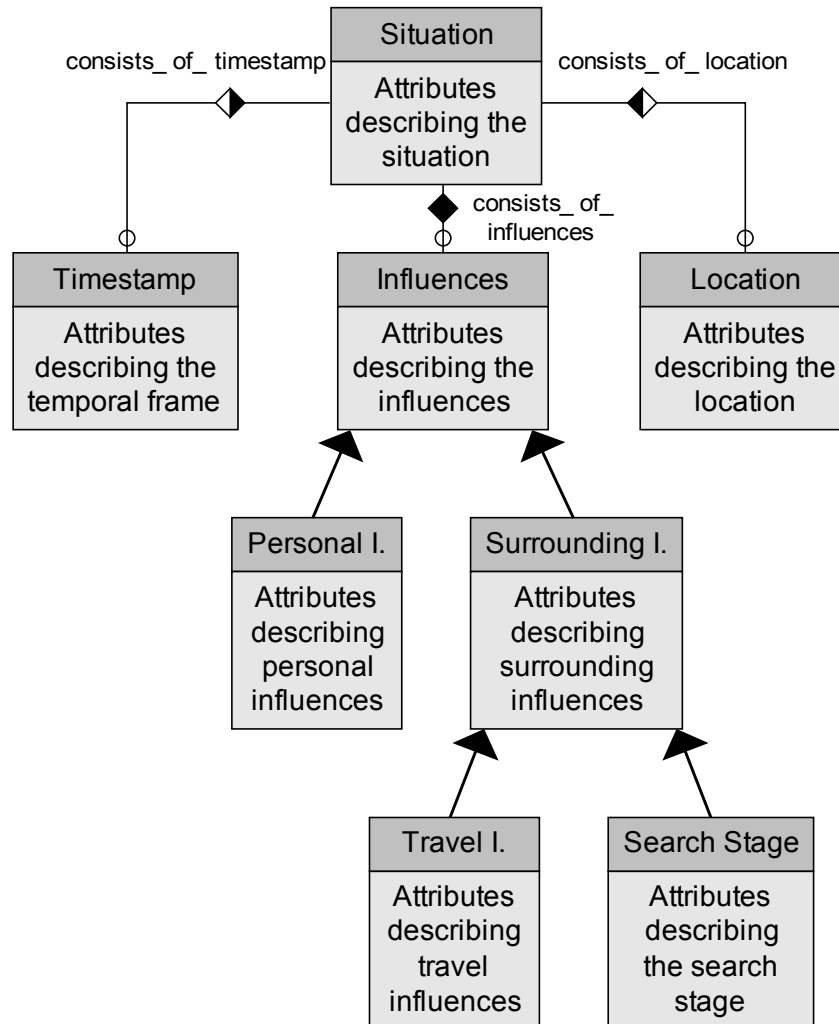 Situation
Attributes
describing the
situation
consists_ of_ timestamp
consists_ of_ location
consists_ of_
influences
Timestamp
Attributes
describing the
temporal frame
Influences
Attributes
describing the
influences
Location
Attributes
describing the
location
Personal I.
Attributes
describing
personal
influences
Surrounding I.
Attributes
describing
surrounding
influences
Travel I.
Attributes
describing
travel
influences
Search Stage
Attributes
describing
the search
stage